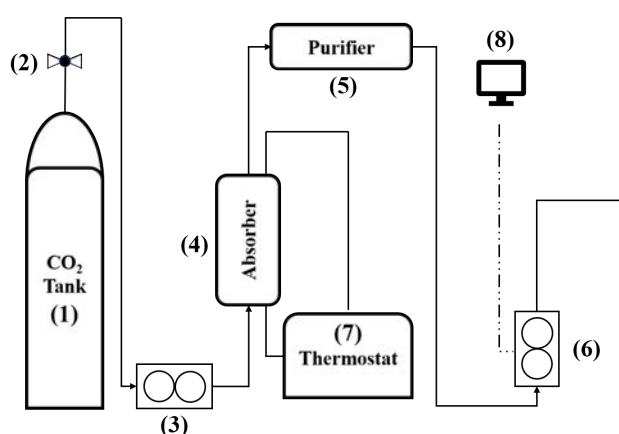 (2)
Purifier
(5)
(8)
CO₂
Tank
(1)
(4)
Absorber
(7)
Thermostat
(3)
(6)